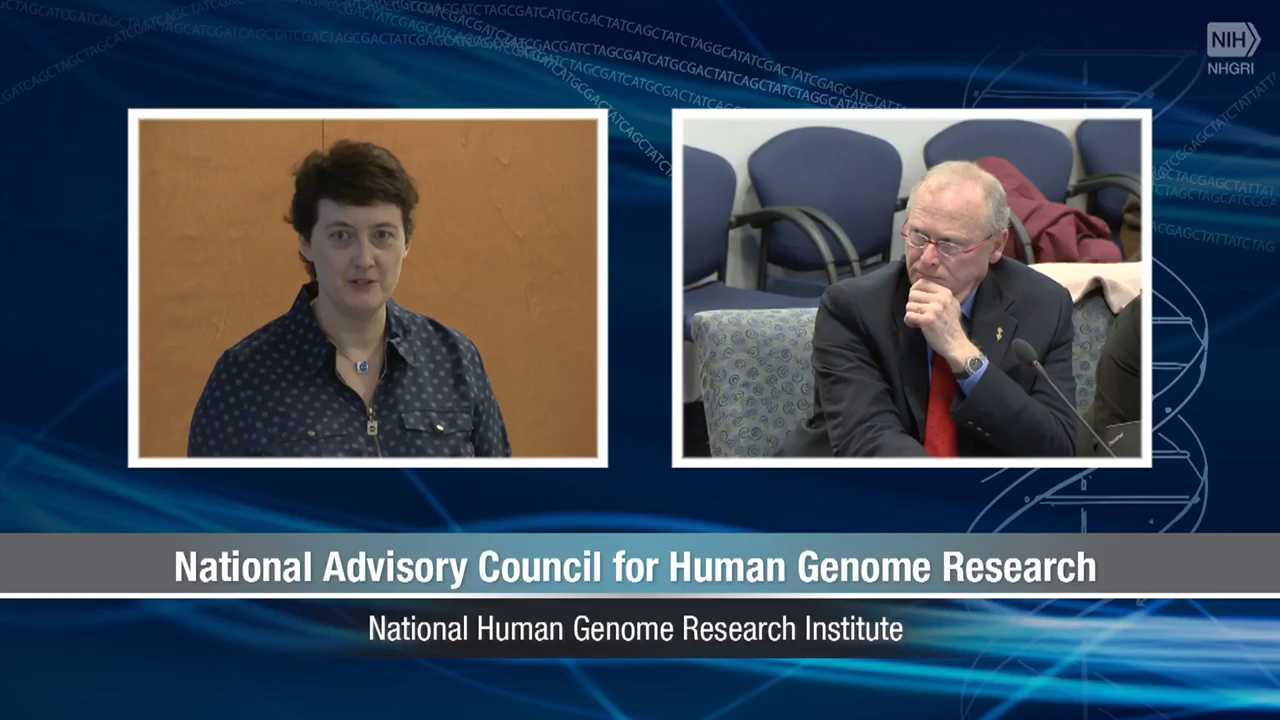 NIH
NHGRI
National Advisory Council for Human Genome Research
National Human Genome Research Institute